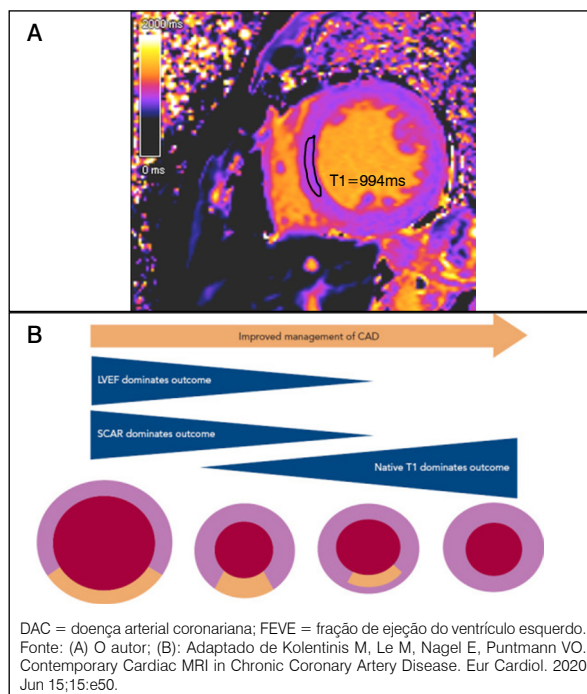 A
2000 ms
0 ms
T1=994ms
B
Improved management of CAD
LVEF dominates outcome
SCAR dominates outcome
Native T1 dominates outcome
DAC = doença arterial coronariana; FEVE = fração de ejeção do ventrículo esquerdo.
Fonte: (A) O autor; (B): Adaptado de Kolentinis M, Le M, Nagel E, Puntmann VO.
Contemporary Cardiac MRI in Chronic Coronary Artery Disease. Eur Cardiol. 2020
Jun 15;15:e50.